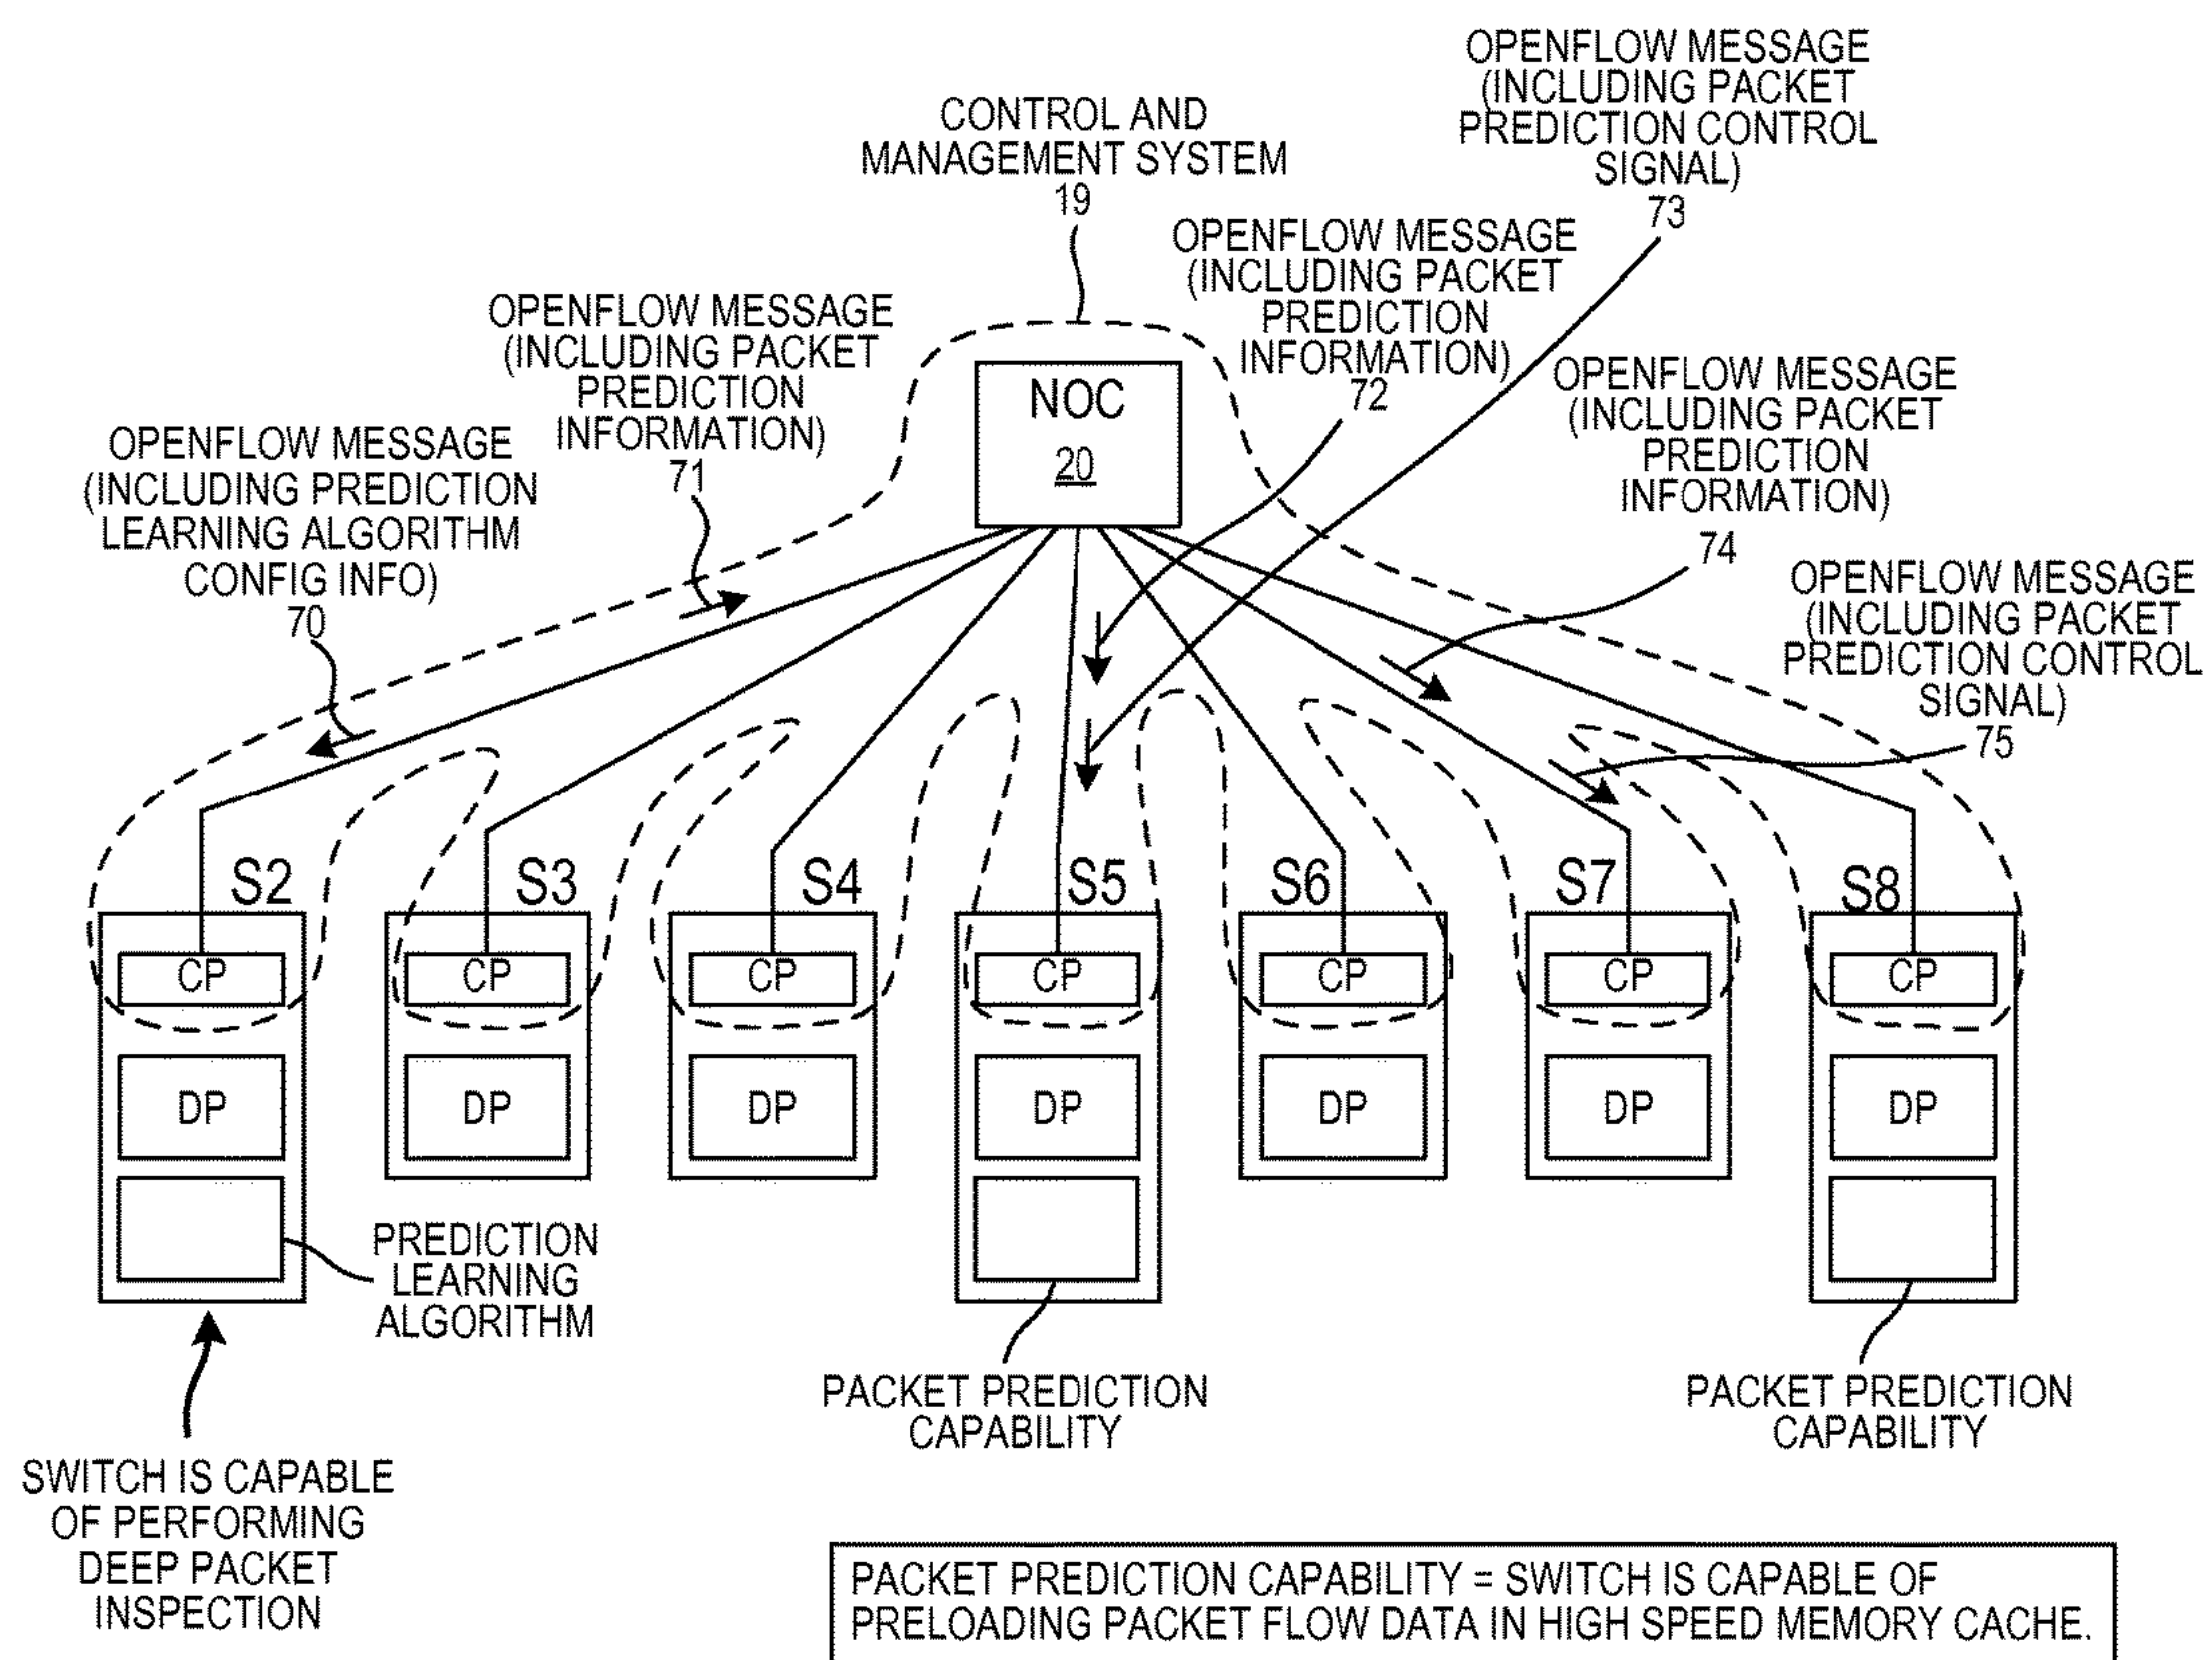 OPENFLOW MESSAGE
(INCLUDING PACKET
PREDICTION CONTROL
SIGNAL)
73
CONTROL AND
MANAGEMENT SYSTEM
19
OPENFLOW MESSAGE
(INCLUDING PACKET
PREDICTION
INFORMATION)
72
OPENFLOW MESSAGE
(INCLUDING PACKET
PREDICTION
INFORMATION)
71
NOC
20
OPENFLOW MESSAGE
(INCLUDING PACKET
PREDICTION
INFORMATION)
74
OPENFLOW MESSAGE
(INCLUDING PREDICTION
LEARNING ALGORITHM
CONFIG INFO)
70
OPENFLOW MESSAGE
(INCLUDING PACKET
PREDICTION CONTROL
SIGNAL)
75
S2
S3
S4
S5
S6
S7
S8
CP
CP
CP
CP
CP
CP
CP
DP
DP
DP
DP
DP
DP
DP
PREDICTION
LEARNING
ALGORITHM
PACKET PREDICTION
CAPABILITY
PACKET PREDICTION
CAPABILITY
SWITCH IS CAPABLE
OF PERFORMING
DEEP PACKET
INSPECTION
PACKET PREDICTION CAPABILITY = SWITCH IS CAPABLE OF
PRELOADING PACKET FLOW DATA IN HIGH SPEED MEMORY CACHE.